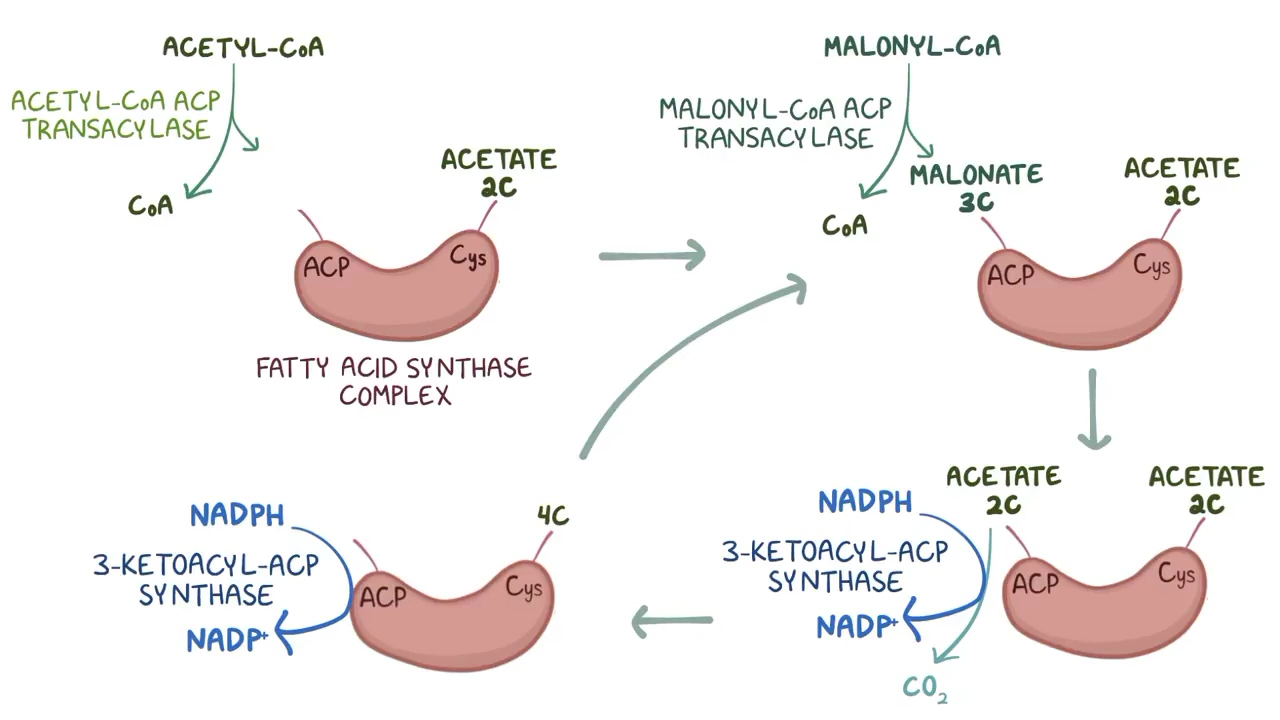 ACETYL-CoA
ACETYL-CoA ACP
TRANSACYLASE
CoA
ACETATE
2C
ACP
Cys
FATTY ACID SYNTHASE
COMPLEX
MALONYL-CoA
MALONYL-CoA ACP
TRANSACYLASE
CoA
MALONATE
3C
ACETATE
2C
ACP
Cys
NADPH
3-KETOACYL-ACP
SYNTHASE
NADP+
4C
ACP
Cys
NADPH
3-KETOACYL-ACP
SYNTHASE
NADP+
CO2
ACETATE
2C
ACETATE
2C
ACP
Cys